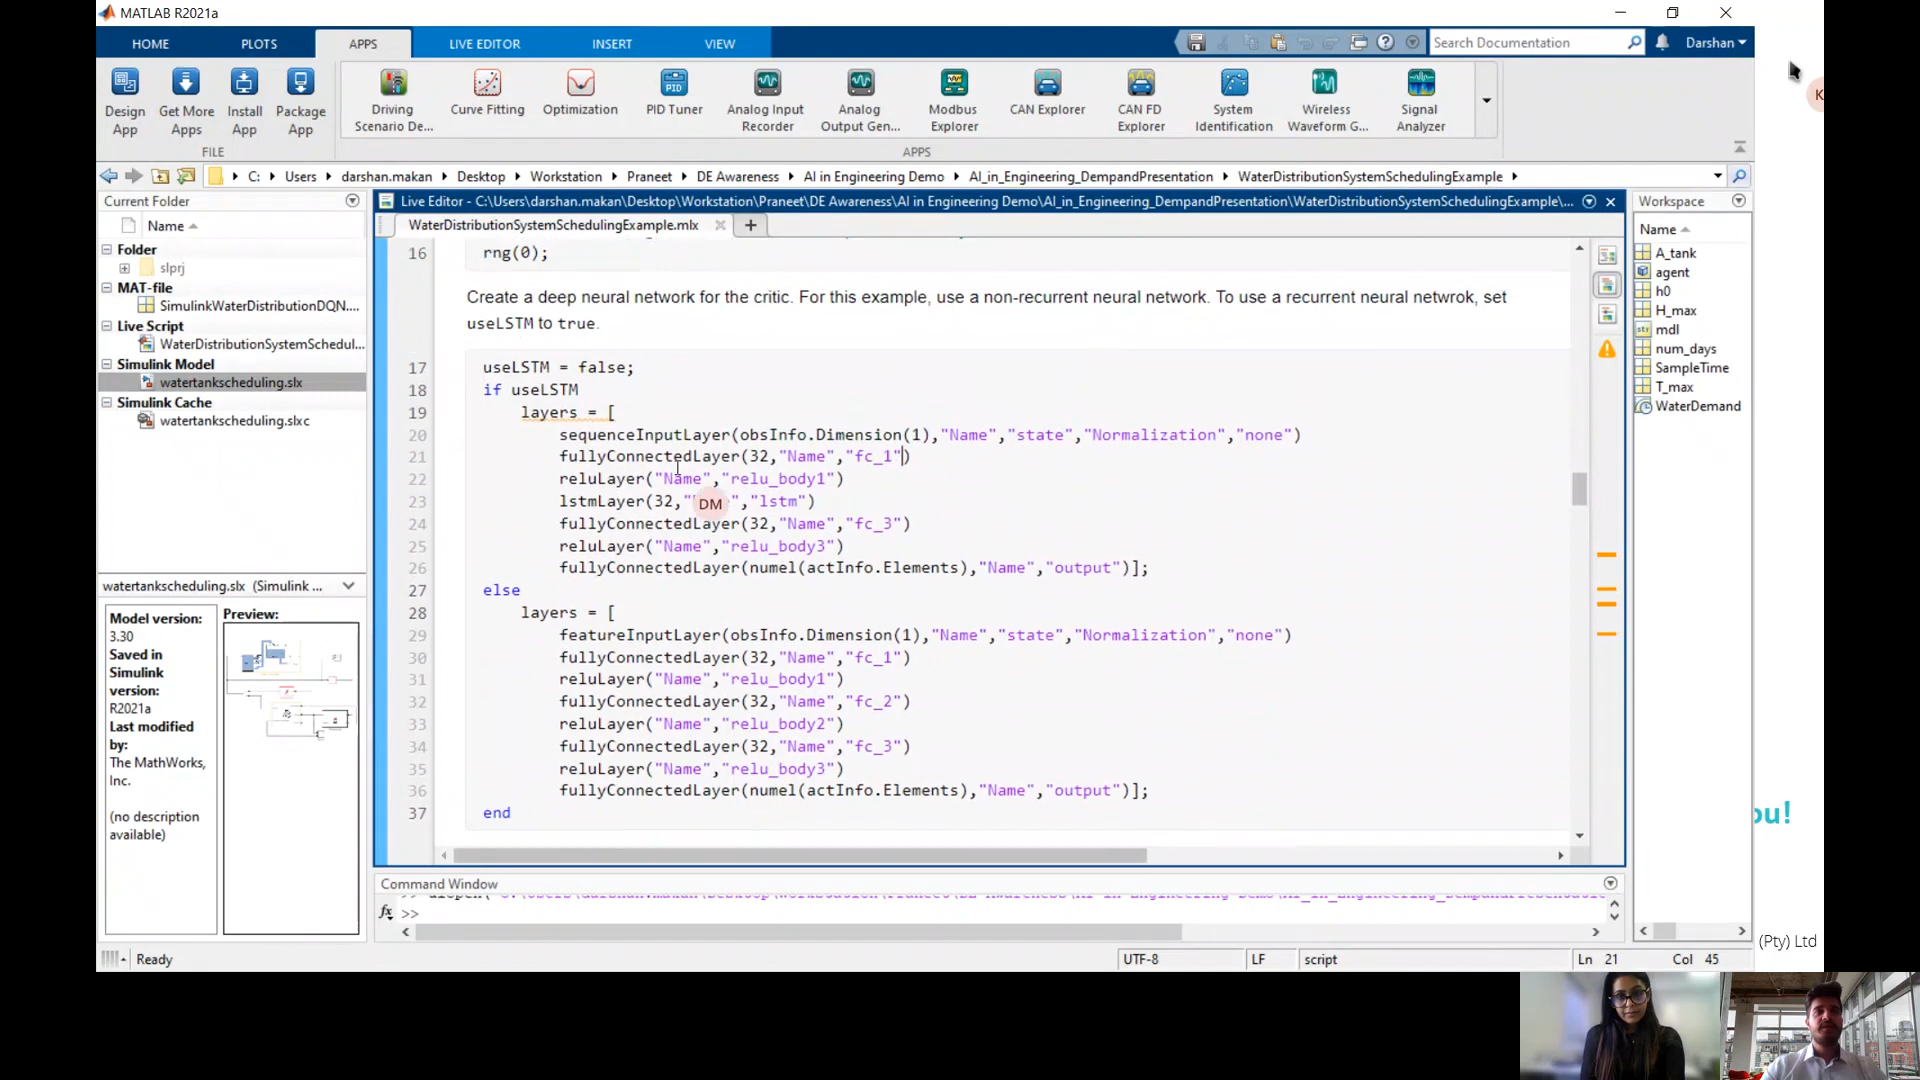 MATLAB R2021a
HOME PLOTS APPS LIVE EDITOR INSERT VIEW
Search Documentation Darshan
Design App
Get More Apps
Install App
Package App
Driving Scenario De...
Curve Fitting
Optimization
PID Tuner
Analog Input Recorder
Analog Output Gen...
Modbus Explorer
CAN Explorer
CAN FD Explorer
System Identification
Wireless Waveform G...
Signal Analyzer
FILE
APPS
K
C: Users darshan.makan Desktop Workstation Praneet DE Awareness AI in Engineering Demo AI_in_Engineering_DempandPresentation WaterDistributionSystemSchedulingExample
Current Folder
Name
Folder
slprj
MAT-file
SimulinkWaterDistributionDQN....
Live Script
WaterDistributionSystemSchedul...
Simulink Model
watertankscheduling.slx
Simulink Cache
watertankscheduling.slxc
watertankscheduling.slx (Simulink ...
Model version:
3.30
Saved in
Simulink
version:
R2021a
Last modified
by:
The MathWorks,
Inc.
(no description
available)
Preview:
Live Editor - C:\Users\darshan.makan\Desktop\Workstation\Praneet\DE Awareness\AI in Engineering Demo\AI_in_Engineering_DempandPresentation\WaterDistributionSystemSchedulingExample\...
WaterDistributionSystemSchedulingExample.mlx
16 rng(0);
Create a deep neural network for the critic. For this example, use a non-recurrent neural network. To use a recurrent neural netwrok, set
useLSTM to true.
17 useLSTM = false;
18 if useLSTM
19 layers = [
20 sequenceInputLayer(obsInfo.Dimension(1),"Name","state","Normalization","none")
21 fullyConnectedLayer(32,"Name","fc_1")
22 reluLayer("Name","relu_body1")
23 lstmLayer(32," ","lstm")
DM
24 fullyConnectedLayer(32,"Name","fc_3")
25 reluLayer("Name","relu_body3")
26 fullyConnectedLayer(numel(actInfo.Elements),"Name","output")];
27 else
28 layers = [
29 featureInputLayer(obsInfo.Dimension(1),"Name","state","Normalization","none")
30 fullyConnectedLayer(32,"Name","fc_1")
31 reluLayer("Name","relu_body1")
32 fullyConnectedLayer(32,"Name","fc_2")
33 reluLayer("Name","relu_body2")
34 fullyConnectedLayer(32,"Name","fc_3")
35 reluLayer("Name","relu_body3")
36 fullyConnectedLayer(numel(actInfo.Elements),"Name","output")];
37 end
Workspace
Name
A_tank
agent
h0
H_max
mdl
num_days
SampleTime
T_max
WaterDemand
ou!
(Pty) Ltd
Command Window
fx >>
Ready
UTF-8 LF script Ln 21 Col 45